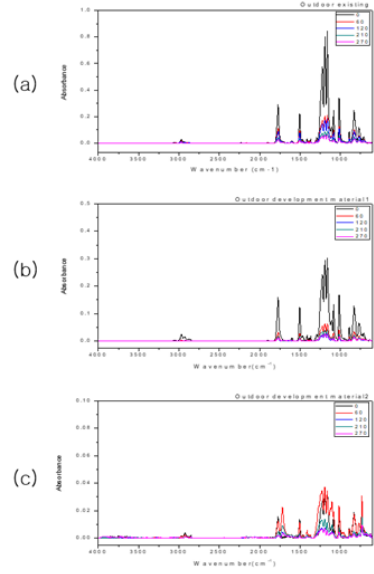 Outdoor existing
0
60
120
210
270
1.0
0.8
0.6
0.4
0.2
0.0
(a)
Absorbance
4000 3500 3000 2500 2000 1500 1000
Wavenumber (cm-1)
Outdoor development material1
0
60
120
210
270
0.5
0.4
0.3
0.2
0.1
0.0
(b)
Absorbance
4000 3500 3000 2500 2000 1500 1000
Wavenumber(cm⁻¹)
Outdoor development material2
0
60
120
210
270
0.10
0.08
0.06
0.04
0.02
0.00
(c)
Absorbance
4000 3500 3000 2500 2000 1500 1000
Wavenumber(cm⁻¹)